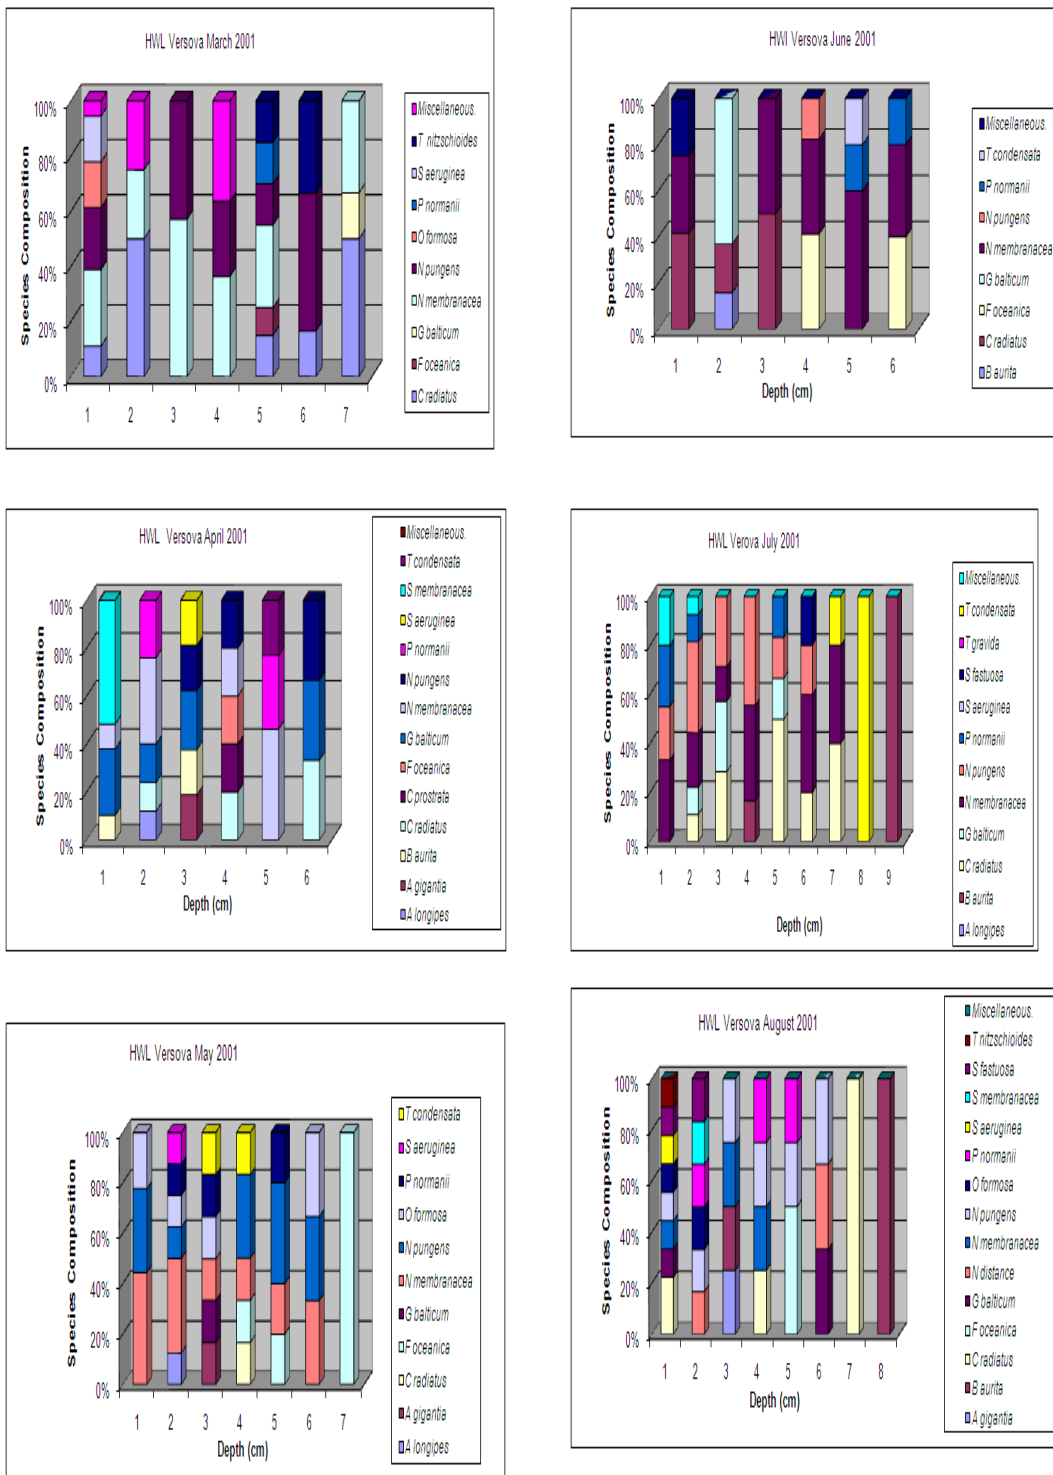 HWL Versova March 2001
Species Composition
100%
80%
60%
40%
20%
0%
1 2 3 4 5 6 7
Miscellaneous.
T nitzschioides
S aeruginea
P normanii
O formosa
N pungens
N membranacea
G balticum
F oceanica
C radiatus
HWl Versova June 2001
Species Composition
100%
80%
60%
40%
20%
0%
1 2 3 4 5 6
Depth (cm)
Miscellaneous.
T condensata
P normanii
N pungens
N membranacea
G balticum
F oceanica
C radiatus
B aurita
HWL Versova April 2001
Species Composition
100%
80%
60%
40%
20%
0%
1 2 3 4 5 6
Depth (cm)
Miscellaneous.
T condensata
S membranacea
S aeruginea
P normanii
N pungens
N membranacea
G balticum
F oceanica
C prostrata
C radiatus
B aurita
A gigantia
A longipes
HWL Verova July 2001
Species Composition
100%
80%
60%
40%
20%
0%
1 2 3 4 5 6 7 8 9
Depth (cm)
Miscellaneous.
T condensata
T gravida
S fastuosa
S aeruginea
P normanii
N pungens
N membranacea
G balticum
C radiatus
B aurita
A longipes
HWL Versova May 2001
Species Composition
100%
80%
60%
40%
20%
0%
1 2 3 4 5 6 7
Depth (cm)
T condensata
S aeruginea
P normanii
O formosa
N pungens
N membranacea
G balticum
F oceanica
C radiatus
A gigantia
A longipes
HWL Versova August 2001
Species Composition
100%
80%
60%
40%
20%
0%
1 2 3 4 5 6 7 8
Depth (cm)
Miscellaneous.
T nitzschioides
S fastuosa
S membranacea
S aeruginea
P normanii
O formosa
N pungens
N membranacea
N distance
G balticum
F oceanica
C radiatus
B aurita
A gigantia